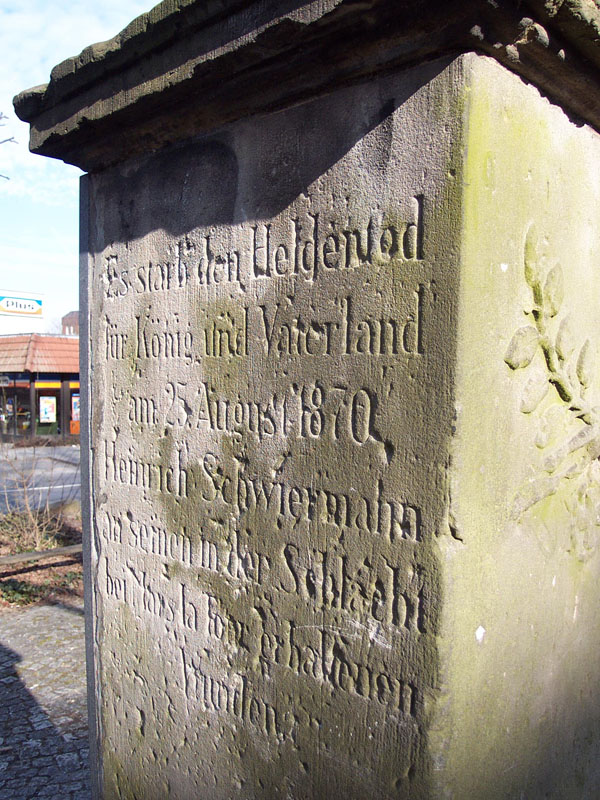 plus
Es starb den Heldentod
für König und Vaterland
am 25. August 1870
Heinrich Schwiermann
an seinen in der Schlacht
bei Mars la Tour erhaltenen
Wunden.